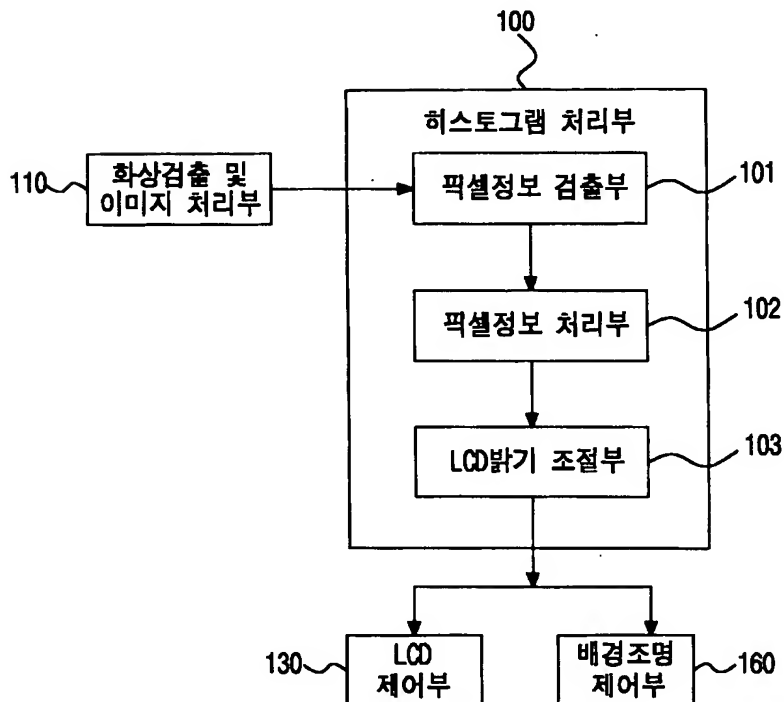 100
히스토그램 처리부
110
화상검출 및
이미지 처리부
픽셀정보 검출부
101
픽셀정보 처리부
102
LCD밝기 조절부
103
130
LCD
제어부
배경조명
제어부
160